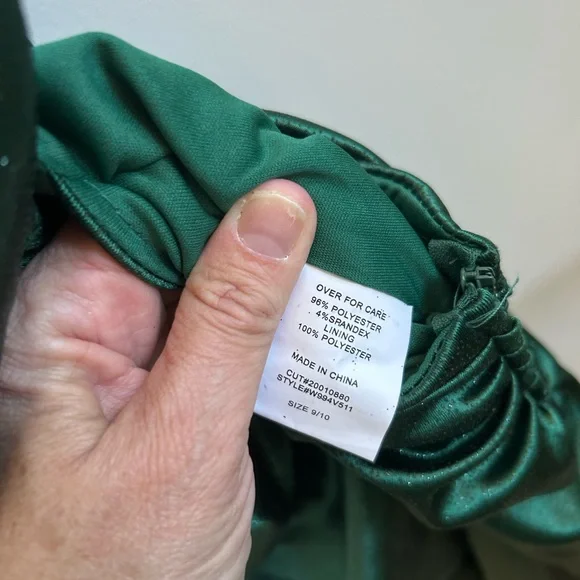 OVER FOR CARE
96% POLYESTER
4%SPANDEX
LINING
100% POLYESTER
MADE IN CHINA
CUT#20010880
STYLE#W994V511
SIZE 9/10